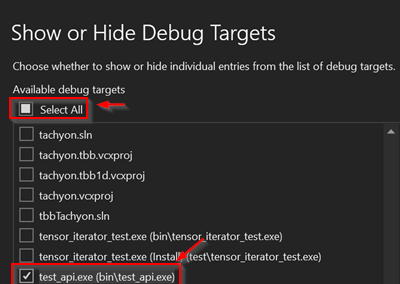 Show or Hide Debug Targets
Choose whether to show or hide individual entries from the list of debug targets.
Available debug targets
Select All
tachyon.sln
tachyon.tbb.vcxproj
tachyon.tbb1d.vcxproj
tachyon.vcxproj
tbbTachyon.sln
tensor_iterator_test.exe (bin\tensor_iterator_test.exe)
tensor_iterator_test.exe (Install) (test\tensor_iterator_test.exe)
test_api.exe (bin\test_api.exe)